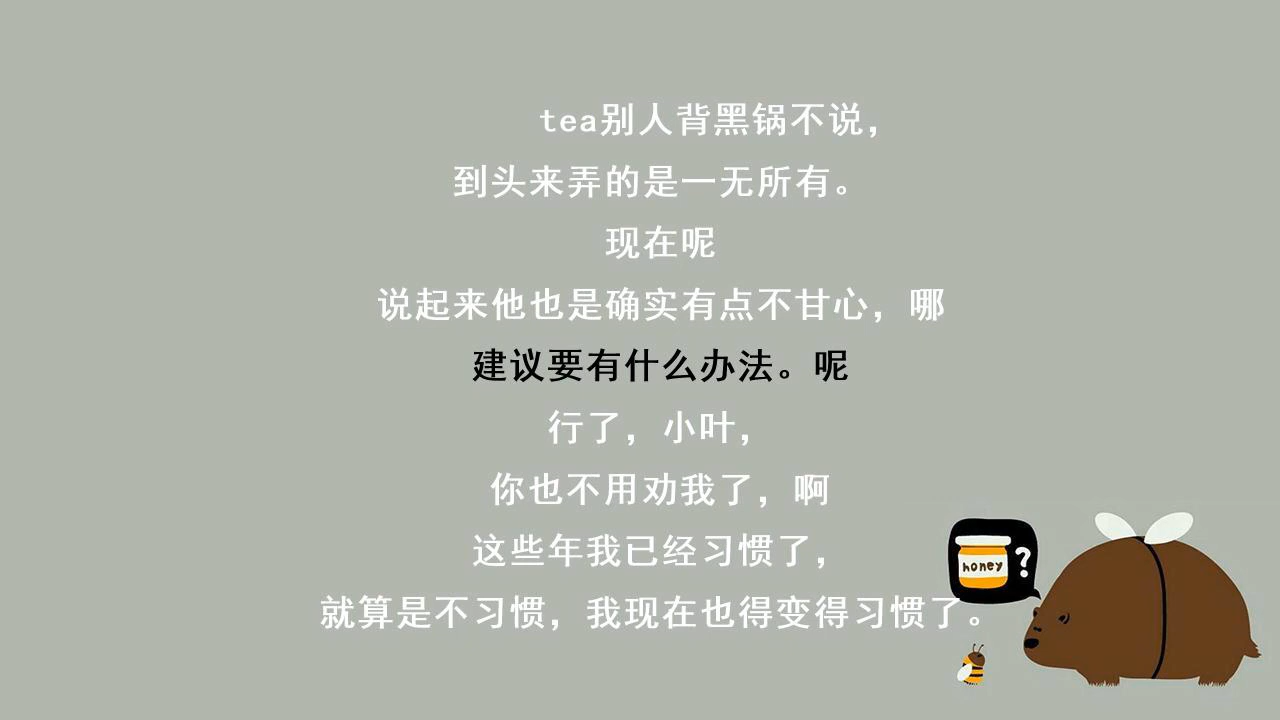 tea别人背黑锅不说，
到头来弄的是一无所有。
现在呢
说起来他也是确实有点不甘心，哪
建议要有什么办法。呢
行了，小叶，
你也不用劝我了，啊
这些年我已经习惯了，
就算是不习惯，我现在也得变得习惯了。
honey
?